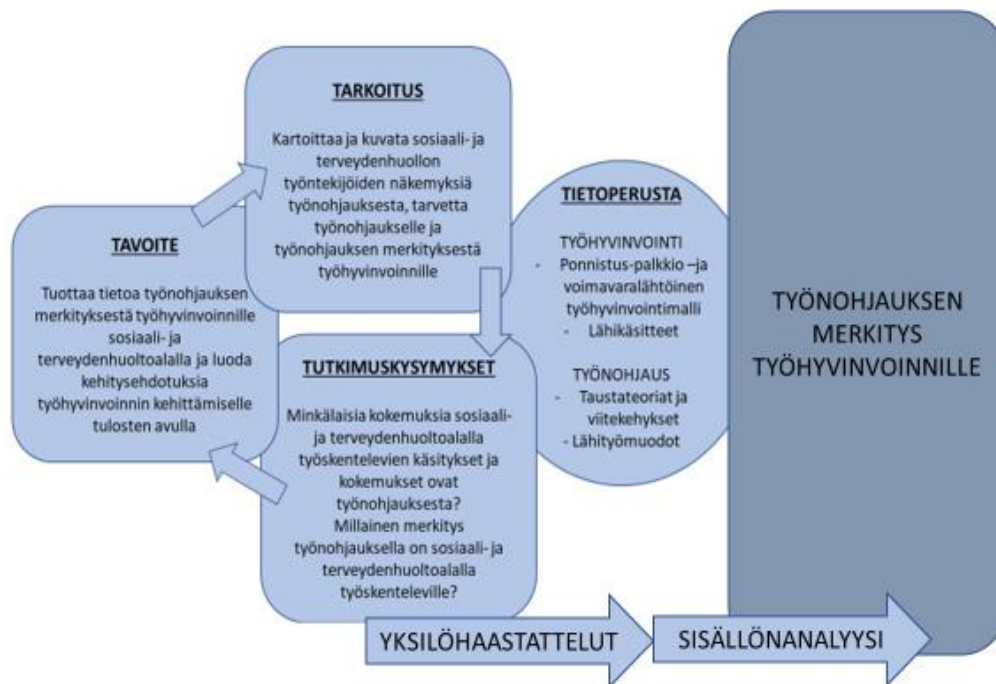 TARKOITUS
Kartoittaa ja kuvata sosiaali- ja
terveydenhuollon
työntekijöiden näkemyksiä
työnohjauksesta, tarvetta
työnohjaukselle ja
työnohjauksen merkityksestä
työhyvinvoinnille
TAVOITE
Tuottaa tietoa työnohjauksen
merkityksestä työhyvinvoinnille
sosiaali- ja
terveydenhuoltoalalla ja luoda
kehitysehdotuksia
työhyvinvoinnin kehittämiselle
tulosten avulla
TUTKIMUSKYSYMYKSET
Minkälaisia kokemuksia sosiaali-
ja terveydenhuoltoalalla
työskentelevien käsitykset ja
kokemukset ovat
työnohjauksesta?
Millainen merkitys
työnohjauksella on sosiaali- ja
terveydenhuoltoalalla
työskenteleville?
TIETOPERUSTA
TYÖHYVINVOINTI
- Ponnistus-palkkio –ja
voimavaralähtöinen
työhyvinvointimalli
- Lähikäsitteet
TYÖNOHJAUS
- Taustateoriat ja
viitekehykset
- Lähityömuodot
TYÖNOHJAUKSEN
MERKITYS
TYÖHYVINVOINNILLE
YKSILÖHAASTATTELUT
SISÄLLÖNANALYYSI